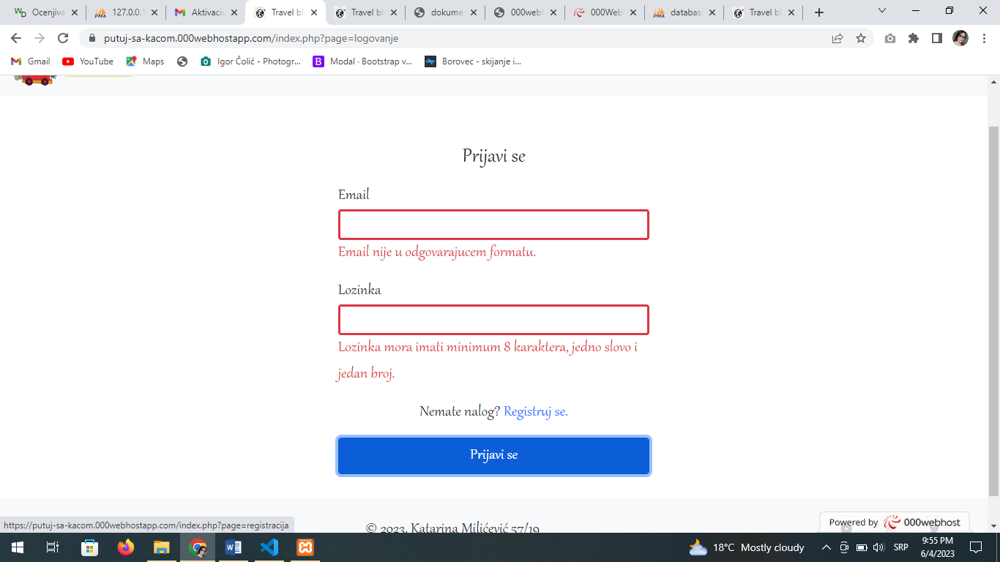 Ocenjiva
127.0.0.1
Aktivaci
Travel bl
Travel bl
dokume
000webl
000Web
databas
Travel bl
putuj-sa-kacom.000webhostapp.com/index.php?page=logovanje
Gmail
YouTube
Maps
Igor Čolić - Photogr...
Modal · Bootstrap v...
Borovec - skijanje i...
Prijavi se
Email
Email nije u odgovarajucem formatu.
Lozinka
Lozinka mora imati minimum 8 karaktera, jedno slovo i
jedan broj.
Nemate nalog? Registruj se.
Prijavi se
© 2023. Katarina Milićević 57/19
Powered by 000webhost
https://putuj-sa-kacom.000webhostapp.com/index.php?page=registracija
18°C Mostly cloudy
SRP
9:55 PM
6/4/2023